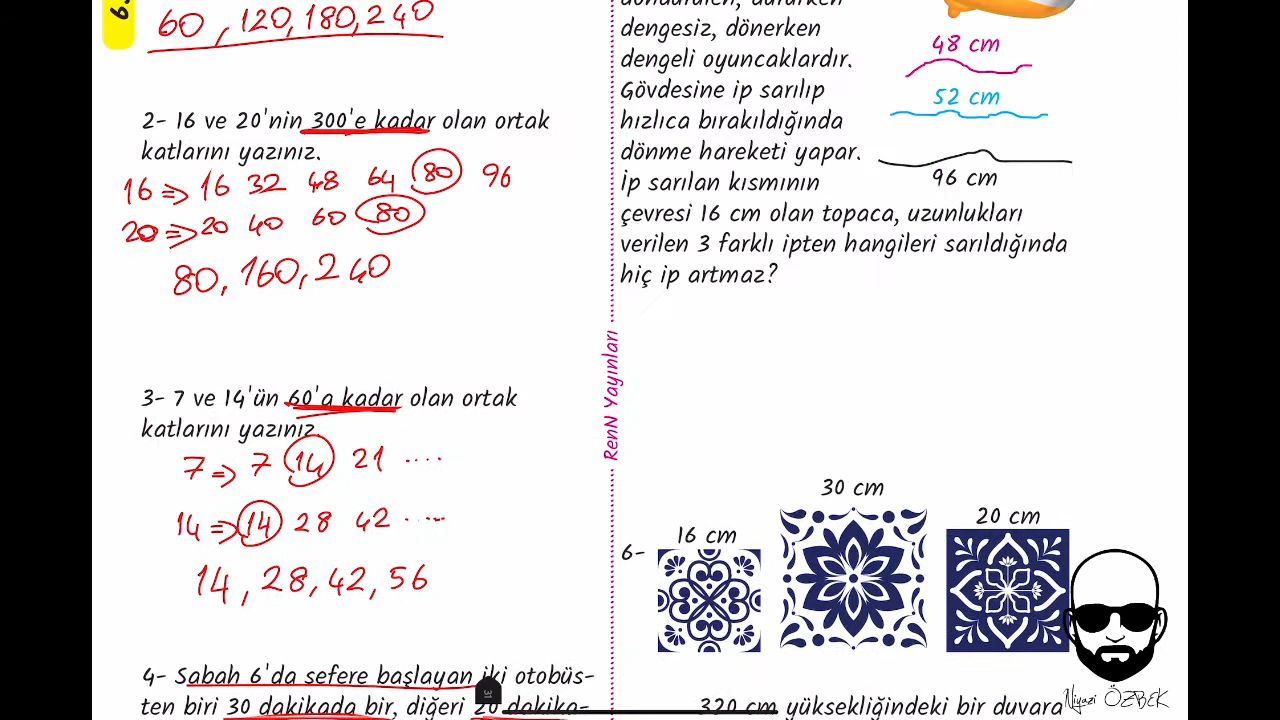 6.
60, 120, 180, 240
2- 16 ve 20'nin 300'e kadar olan ortak
katlarını yazınız.
16 ⇒ 16 32 48 64 80 96
20 ⇒ 20 40 60 80
80, 160, 240
3- 7 ve 14'ün 60'a kadar olan ortak
katlarını yazınız.
7 ⇒ 7 14 21 ....
14 ⇒ 14 28 42 ....
14, 28, 42, 56
4- Sabah 6'da sefere başlayan iki otobüs-
ten biri 30 dakikada bir, diğeri 20 dakika-
RenN Yayınları
döndürülen, dururken
dengesiz, dönerken
dengeli oyuncaklardır.
Gövdesine ip sarılıp
hızlıca bırakıldığında
dönme hareketi yapar.
İp sarılan kısmının
çevresi 16 cm olan topaca, uzunlukları
verilen 3 farklı ipten hangileri sarıldığında
hiç ip artmaz?
48 cm
52 cm
96 cm
6-
16 cm
30 cm
20 cm
320 cm yüksekliğindeki bir duvara
Niyazi ÖZBEK
31